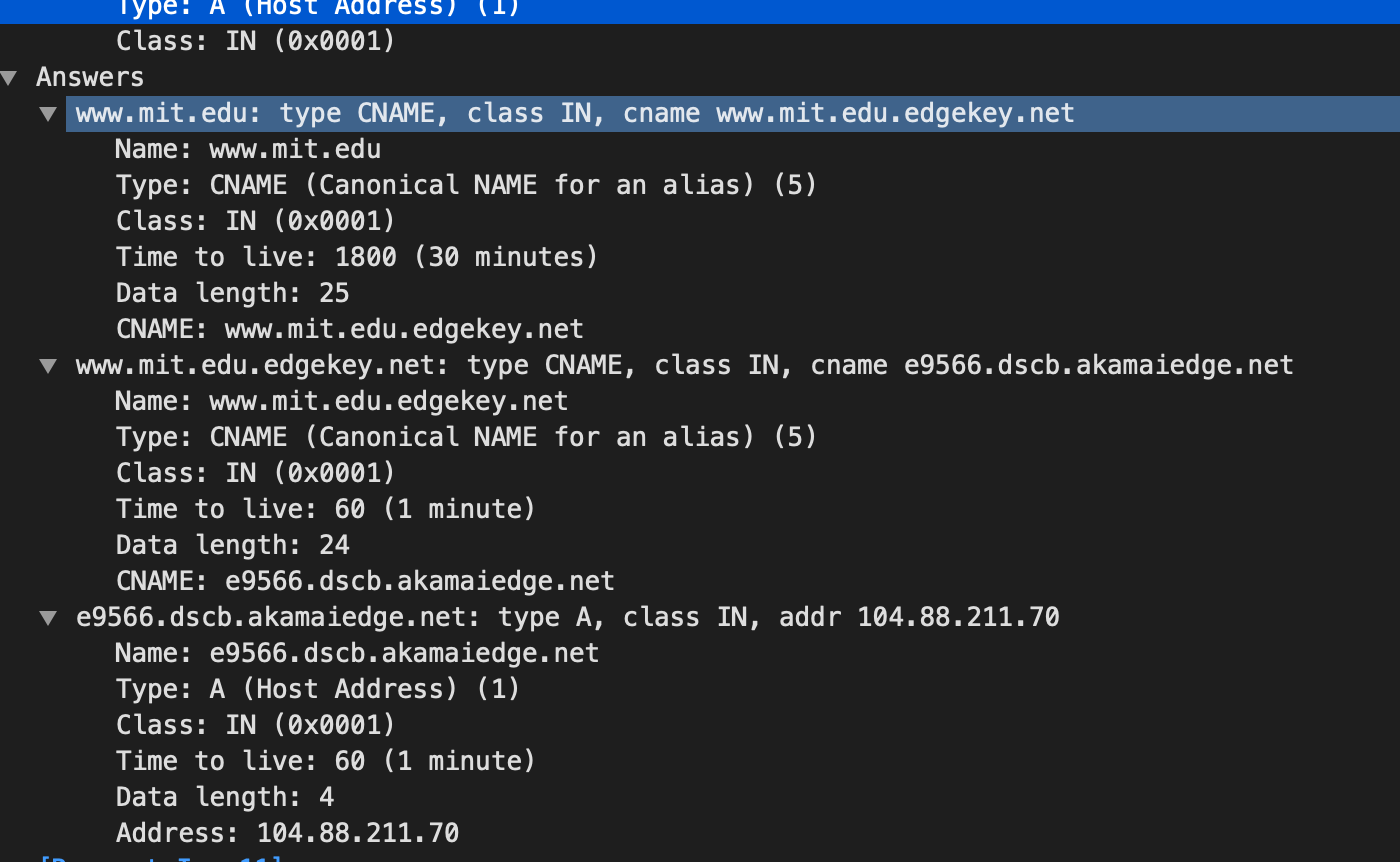 Type: A (Host Address) (1)
Class: IN (0x0001)
Answers
www.mit.edu: type CNAME, class IN, cname www.mit.edu.edgekey.net
Name: www.mit.edu
Type: CNAME (Canonical NAME for an alias) (5)
Class: IN (0x0001)
Time to live: 1800 (30 minutes)
Data length: 25
CNAME: www.mit.edu.edgekey.net
www.mit.edu.edgekey.net: type CNAME, class IN, cname e9566.dscb.akamaiedge.net
Name: www.mit.edu.edgekey.net
Type: CNAME (Canonical NAME for an alias) (5)
Class: IN (0x0001)
Time to live: 60 (1 minute)
Data length: 24
CNAME: e9566.dscb.akamaiedge.net
e9566.dscb.akamaiedge.net: type A, class IN, addr 104.88.211.70
Name: e9566.dscb.akamaiedge.net
Type: A (Host Address) (1)
Class: IN (0x0001)
Time to live: 60 (1 minute)
Data length: 4
Address: 104.88.211.70